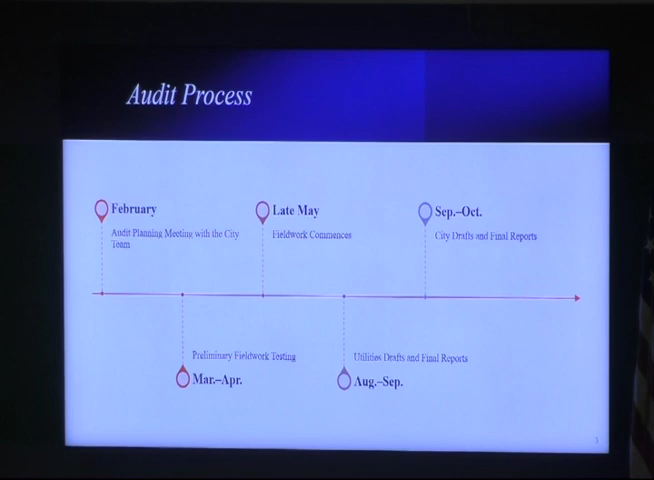 Audit Process
February
Audit Planning Meeting with the City
Team
Late May
Fieldwork Commences
Sep.–Oct.
City Drafts and Final Reports
Preliminary Fieldwork Testing
Mar.–Apr.
Utilities Drafts and Final Reports
Aug.–Sep.
3